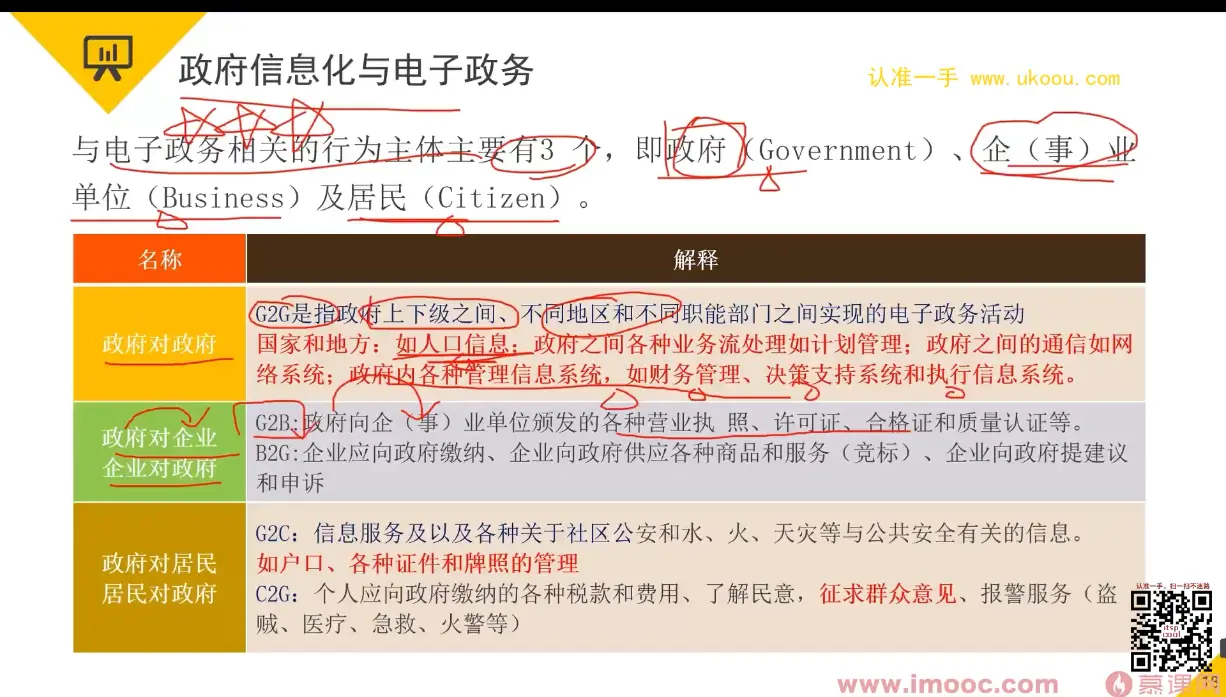 政府信息化与电子政务
认准一手 www.ukoou.com
与电子政务相关的行为主体主要有3 个，即政府（Government）、企（事）业
单位（Business）及居民（Citizen）。
名称
解释
政府对政府
G2G是指政府上下级之间、不同地区和不同职能部门之间实现的电子政务活动
国家和地方：如人口信息；政府之间各种业务流处理如计划管理；政府之间的通信如网
络系统；政府内各种管理信息系统，如财务管理、决策支持系统和执行信息系统。
政府对企业
企业对政府
G2B:政府向企（事）业单位颁发的各种营业执 照、许可证、合格证和质量认证等。
B2G:企业应向政府缴纳、企业向政府供应各种商品和服务（竞标）、企业向政府提建议
和申诉
政府对居民
居民对政府
G2C：信息服务及以及各种关于社区公安和水、火、天灾等与公共安全有关的信息。
如户口、各种证件和牌照的管理
C2G：个人应向政府缴纳的各种税款和费用、了解民意，征求群众意见、报警服务（盗
贼、医疗、急救、火警等）
认准一手，扫一扫不迷路
itsp
cool
www.imooc.com
慕课